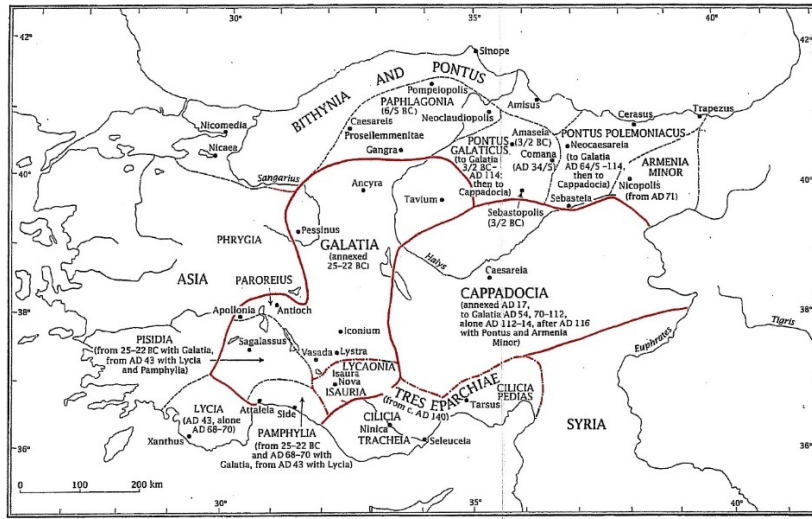 30°
35°
40°
42°
42°
Sinope
BITHYNIA AND PONTUS
Pompeiopolis
PAPHLAGONIA
(6/5 BC)
Amisus
Trapezus
Nicomedia
Caesareis
Proseilemmenitae
Neoclaudiopolis
Cerasus
Nicaea
Gangra
PONTUS
GALATICUS
(to Galatia
3/2 BC–
AD 114:
then to
Cappadocia)
Amaseia
(3/2 BC)
Comana
(AD 34/5)
PONTUS POLEMONIACUS
Neocaesarea
(to Galatia
AD 64/5 –114,
then to
Cappadocia)
ARMENIA
MINOR
Nicopolis
(from AD 71)
40°
40°
Sangarius
Ancyra
Tavium
Sebastopolis
(3/2 BC)
Sebasteia
Pessinus
PHRYGIA
GALATIA
(annexed
25–22 BC)
Halys
ASIA
PAROREIUS
Caesareia
CAPPADOCIA
(annexed AD 17,
to Galatia AD 54, 70–112,
alone AD 112–14, after AD 116
with Pontus and Armenia
Minor)
38°
38°
Apollonia
Antioch
Tigris
Euphrates
PISIDIA
(from 25–22 BC with Galatia,
from AD 43 with Lycia
and Pamphylia)
Sagalassus
Iconium
Vasada
Lystra
LYCAONIA
Isaura
Nova
ISAURIA
TRES EPARCHIAE
(from c. AD 140)
CILICIA
PEDIAS
Tarsus
LYCIA
(AD 43, alone
AD 68–70)
Attaleia
Side
CILICIA
Ninica
TRACHEIA
SYRIA
Xanthus
PAMPHYLIA
(from 25–22 BC
and AD 68–70 with
Galatia, from AD 43 with Lycia)
Seleuceia
36°
36°
0
100
200 km
30°
35°
40°